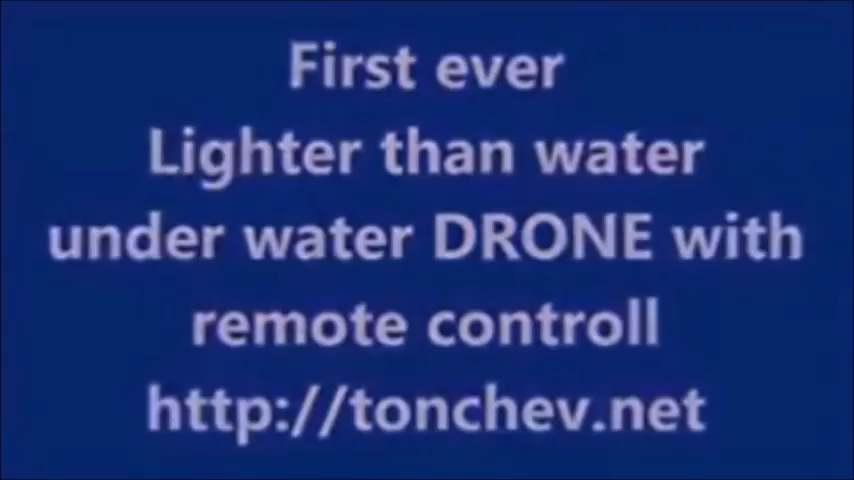 First ever
Lighter than water
under water DRONE with
remote controll
http://tonchev.net